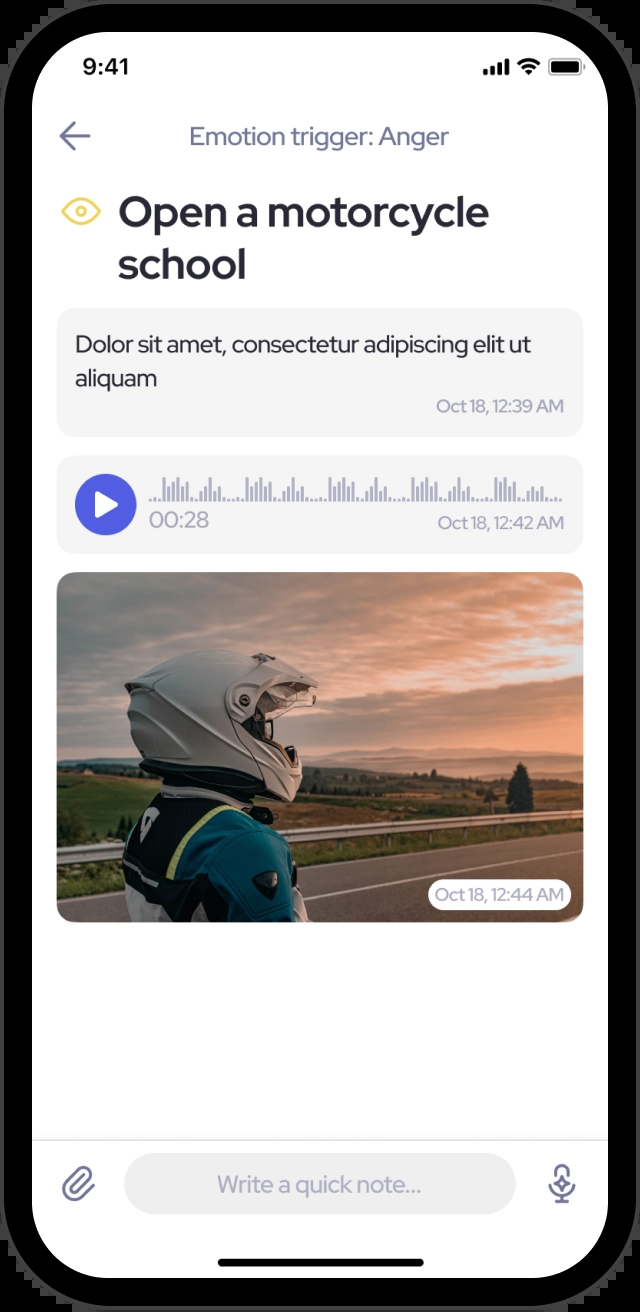 9:41
Emotion trigger: Anger
Open a motorcycle
school
Dolor sit amet, consectetur adipiscing elit ut
aliquam
Oct 18, 12:39 AM
00:28
Oct 18, 12:42 AM
Oct 18, 12:44 AM
Write a quick note...